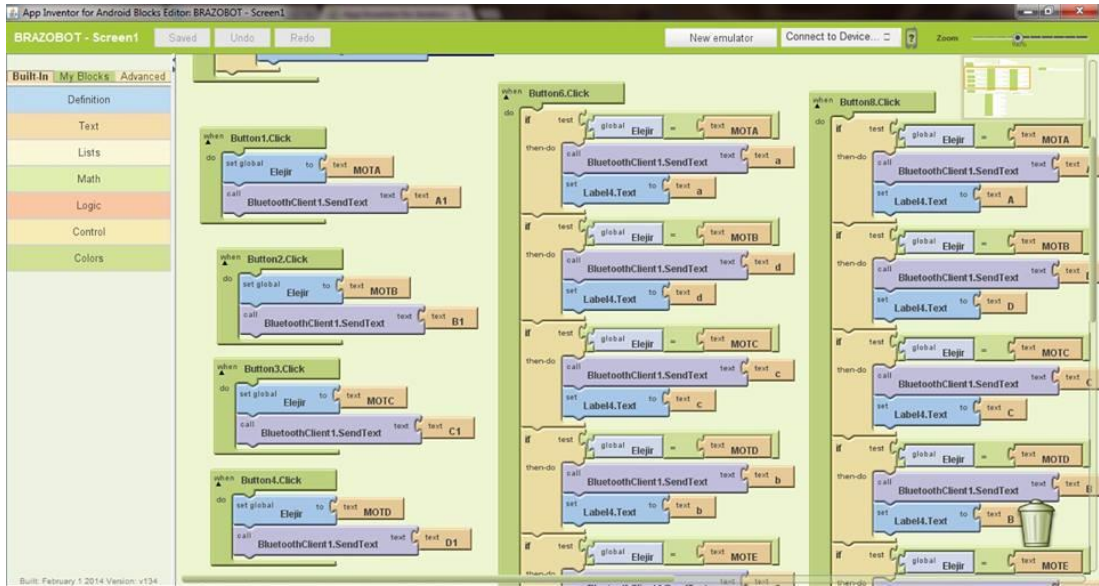 App Inventor for Android Blocks Editor: BRAZOBOT - Screen1
BRAZOBOT - Screen1 Saved Undo Redo New emulator Connect to Device... ? Zoom
Built-In My Blocks Advanced
Definition
Text
Lists
Math
Logic
Control
Colors
when Button1.Click
do set global Elejir to text MOTA
call BluetoothClient1.SendText text text A1
when Button2.Click
do set global Elejir to text MOTB
call BluetoothClient1.SendText text text B1
when Button3.Click
do set global Elejir to text MOTC
call BluetoothClient1.SendText text text C1
when Button4.Click
do set global Elejir to text MOTD
call BluetoothClient1.SendText text text D1
when Button6.Click
do if test global Elejir = text MOTA
then-do call BluetoothClient1.SendText text text a
set Label4.Text to text a
if test global Elejir = text MOTB
then-do call BluetoothClient1.SendText text text d
set Label4.Text to text d
if test global Elejir = text MOTC
then-do call BluetoothClient1.SendText text text c
set Label4.Text to text c
if test global Elejir = text MOTD
then-do call BluetoothClient1.SendText text text b
set Label4.Text to text b
if test global Elejir = text MOTE
when Button8.Click
do if test global Elejir = text MOTA
then-do call BluetoothClient1.SendText text text
set Label4.Text to text A
if test global Elejir = text MOTB
then-do call BluetoothClient1.SendText text text
set Label4.Text to text D
if test global Elejir = text MOTC
then-do call BluetoothClient1.SendText text text C
set Label4.Text to text C
if test global Elejir = text MOTD
then-do call BluetoothClient1.SendText text text B
set Label4.Text to text B
if test global Elejir = text MOTE
Built: February 1 2014 Version: v134